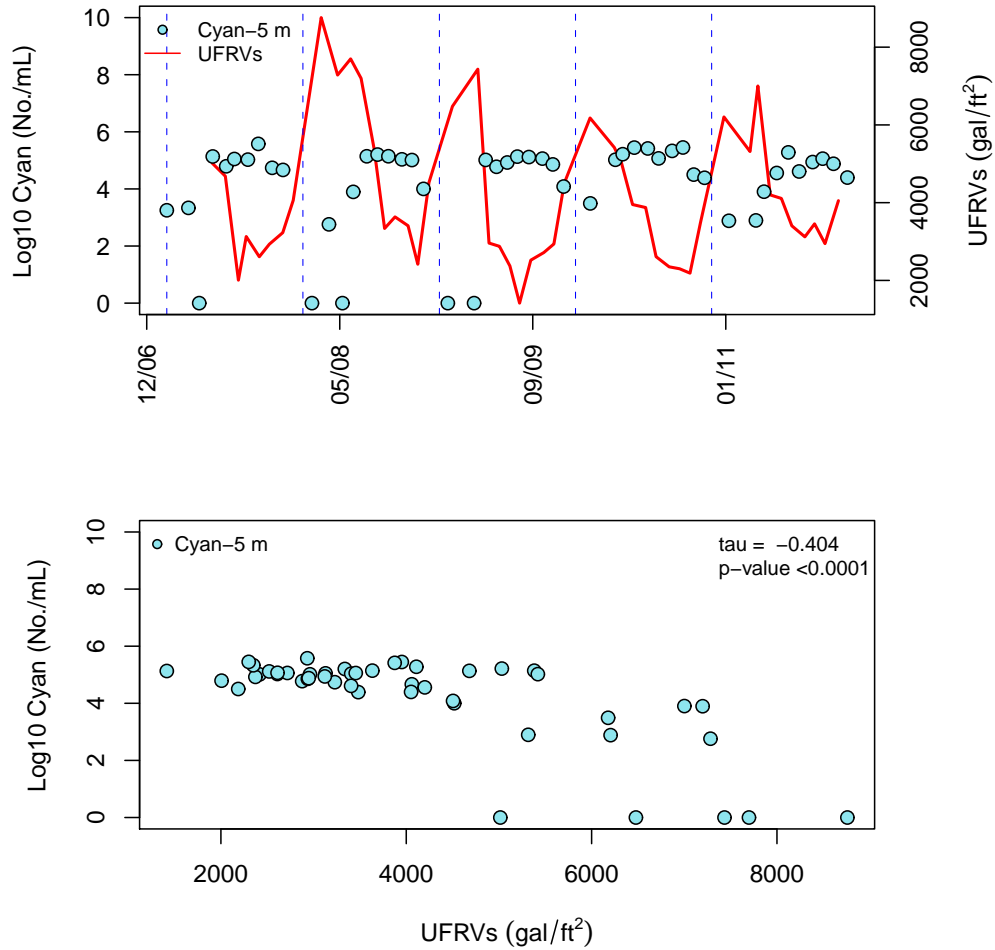 Cyan−5 m
UFRVs
Log10 Cyan (No./mL)
0
2
4
6
8
10
2000
4000
6000
8000
UFRVs (gal/ft²)
12/06
05/08
09/09
01/11
Cyan−5 m
tau = −0.404
p−value <0.0001
Log10 Cyan (No./mL)
0
2
4
6
8
10
2000
4000
6000
8000
UFRVs (gal/ft²)